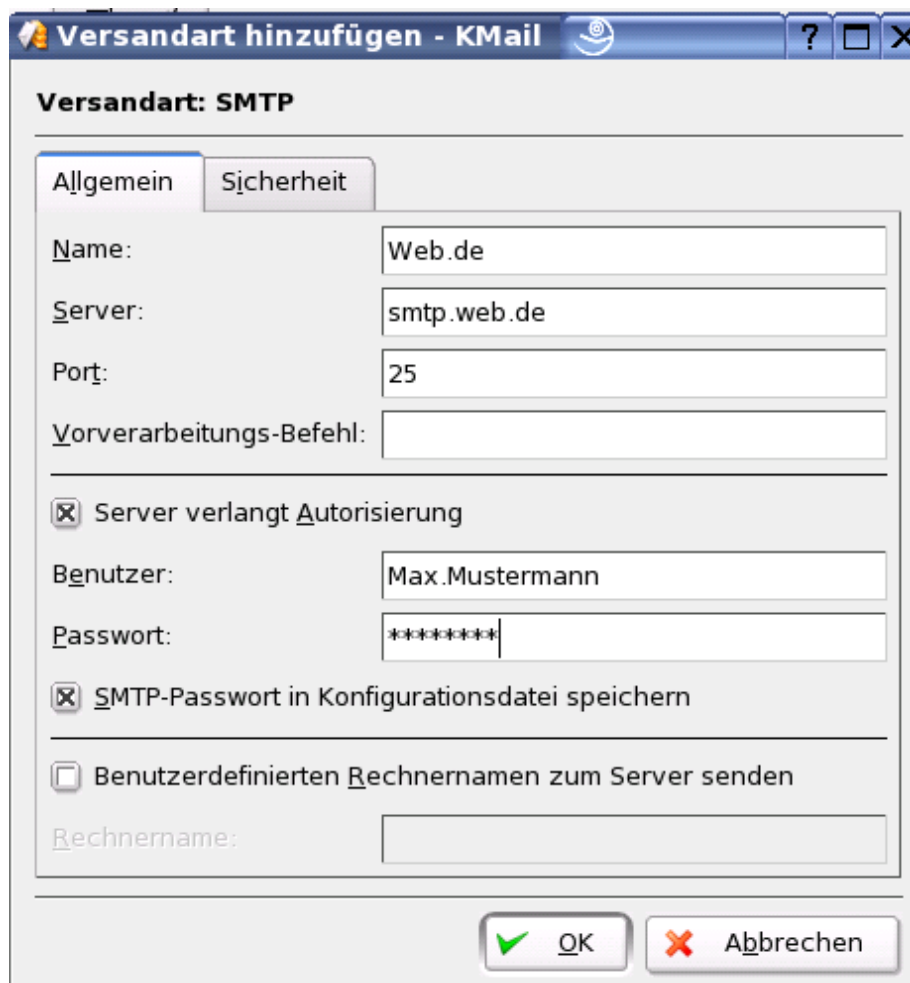 Versandart hinzufügen - KMail
Versandart: SMTP
Allgemein Sicherheit
Name: Web.de
Server: smtp.web.de
Port: 25
Vorverarbeitungs-Befehl:
Server verlangt Autorisierung
Benutzer: Max.Mustermann
Passwort: ********
SMTP-Passwort in Konfigurationsdatei speichern
Benutzerdefinierten Rechnernamen zum Server senden
Rechnername:
OK Abbrechen